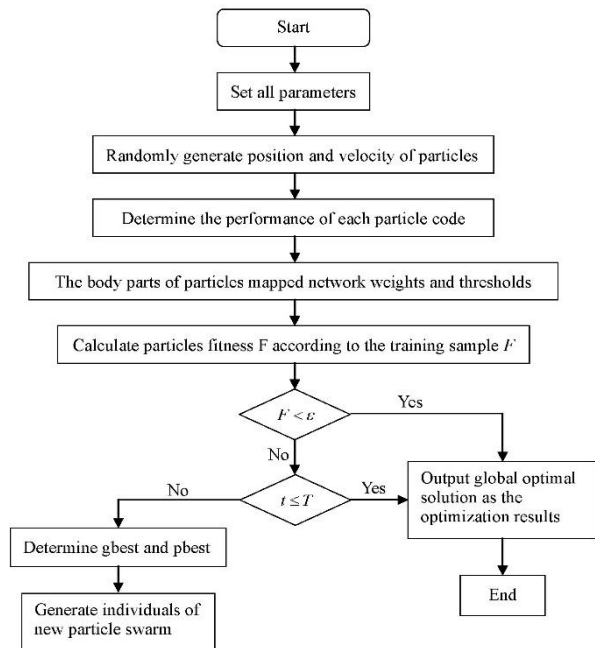 Start
Set all parameters
Randomly generate position and velocity of particles
Determine the performance of each particle code
The body parts of particles mapped network weights and thresholds
Calculate particles fitness F according to the training sample F
F < ε
Yes
No
t ≤ T
No
Yes
Output global optimal
solution as the
optimization results
Determine gbest and pbest
End
Generate individuals of
new particle swarm